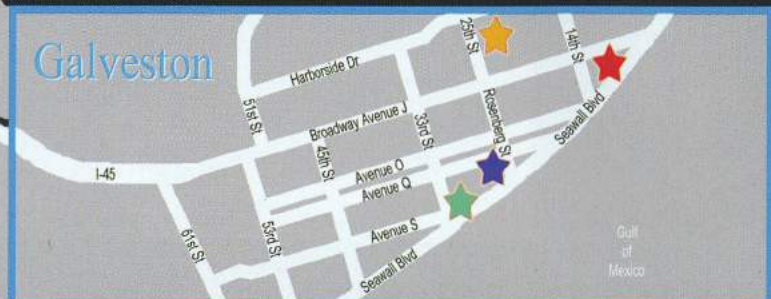 Galveston
25th St
14th St
Harborside Dr
51st St
Broadway Avenue J
33rd St
Rosenberg St
Seawall Blvd
45th St
Avenue O
I-45
Avenue Q
61st St
53rd St
Avenue S
Seawall Blvd
Gulf
of
Mexico